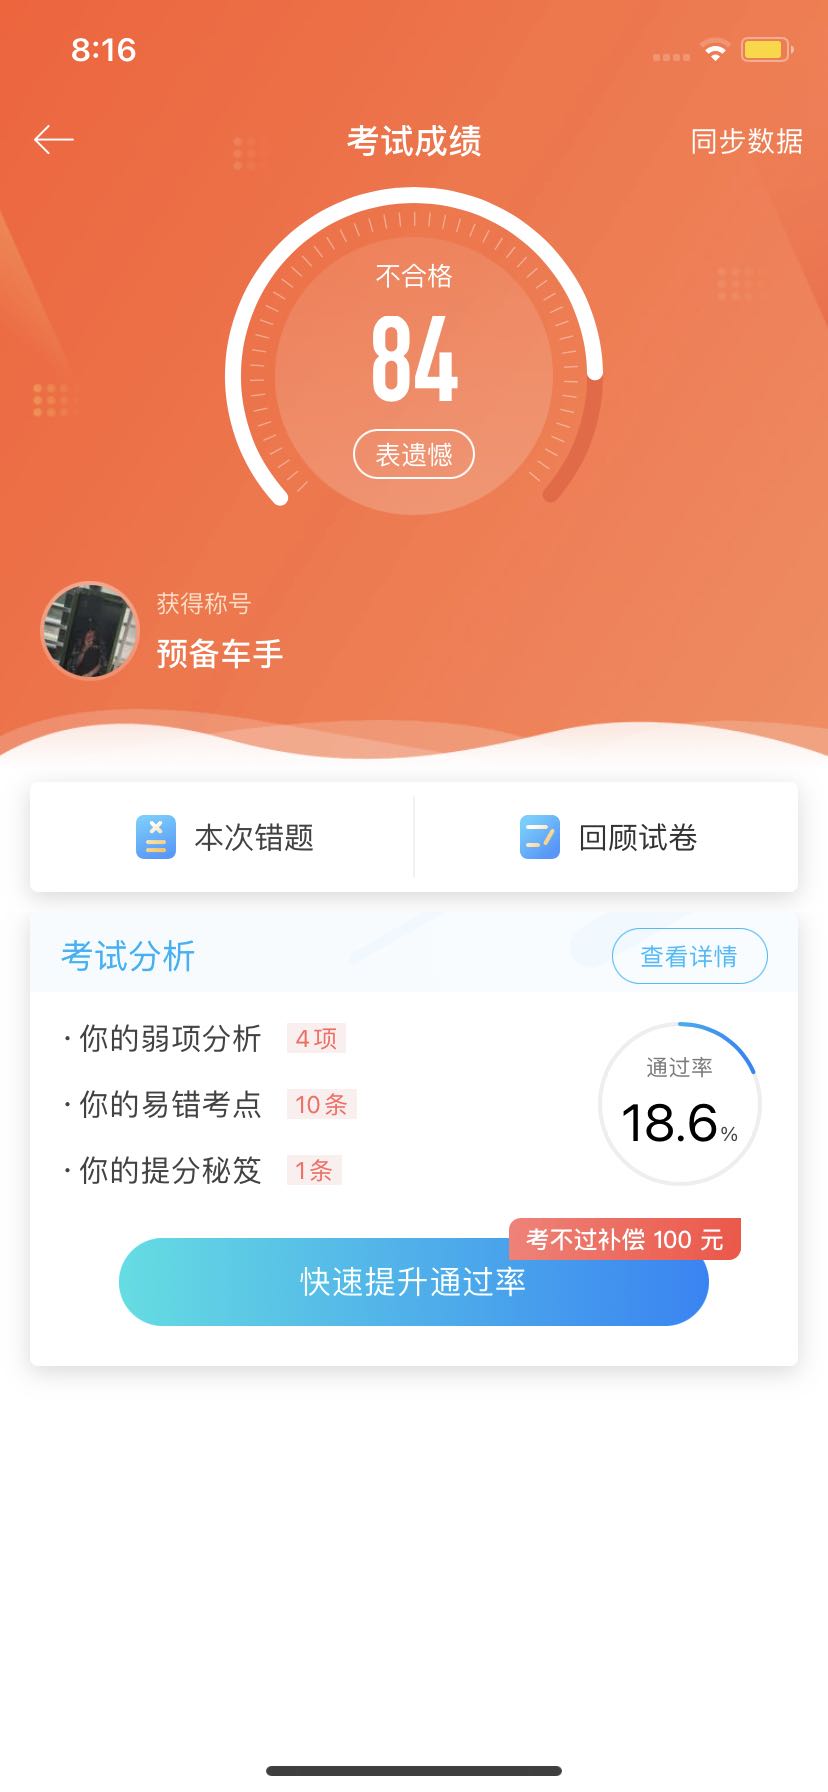 8:16
考试成绩
同步数据
不合格
84
表遗憾
获得称号
预备车手
本次错题
回顾试卷
考试分析
查看详情
· 你的弱项分析 4项
· 你的易错考点 10条
· 你的提分秘笈 1条
通过率
18.6%
考不过补偿 100 元
快速提升通过率